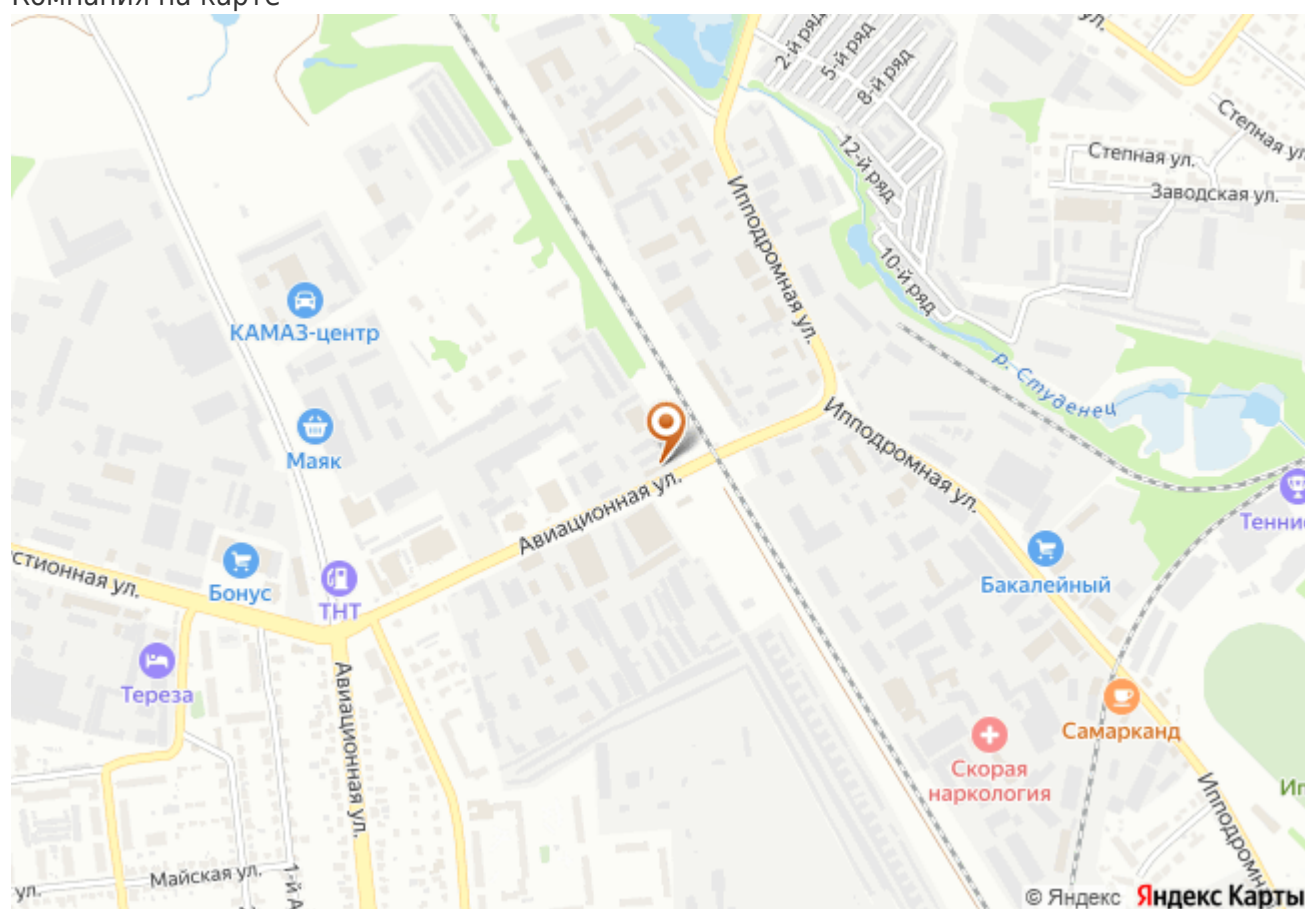 Компания на карте
ул.
2-й ряд
5-й ряд
8-й ряд
Степная ул.
12-й ряд
Степная ул.
Заводская ул.
Ипподромная ул.
10-й ряд
КАМАЗ-центр
р. Студенец
Ипподромная ул.
Маяк
Авиационная ул.
Бонус
ТНТ
Бакалейный
Тереза
Авиационная ул.
Самарканд
Скорая
наркология
Майская ул.
ул.
© Яндекс Яндекс Карты